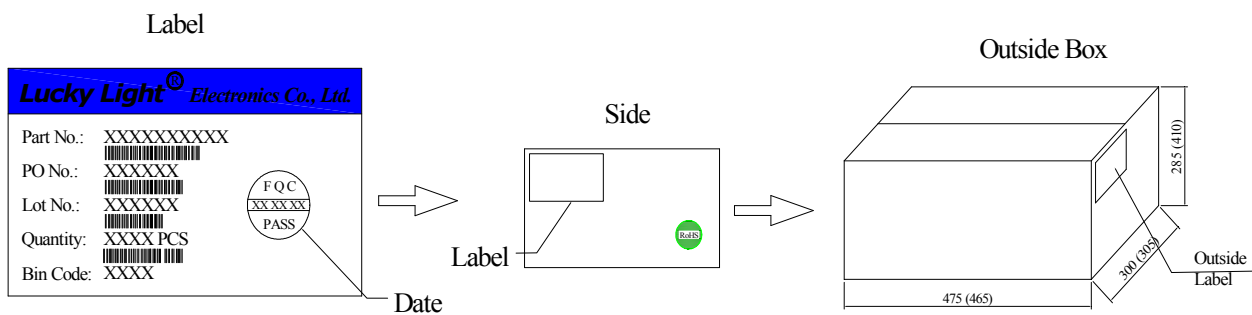 Label
Lucky Light® Electronics Co., Ltd.
Part No.: XXXXXXXXXX
PO No.: XXXXXX
Lot No.: XXXXXX
Quantity: XXXX PCS
Bin Code: XXXX
FQC
XX XX XX
PASS
Date
Side
Label
RoHS
Outside Box
285 (410)
300 (305)
475 (465)
Outside
Label